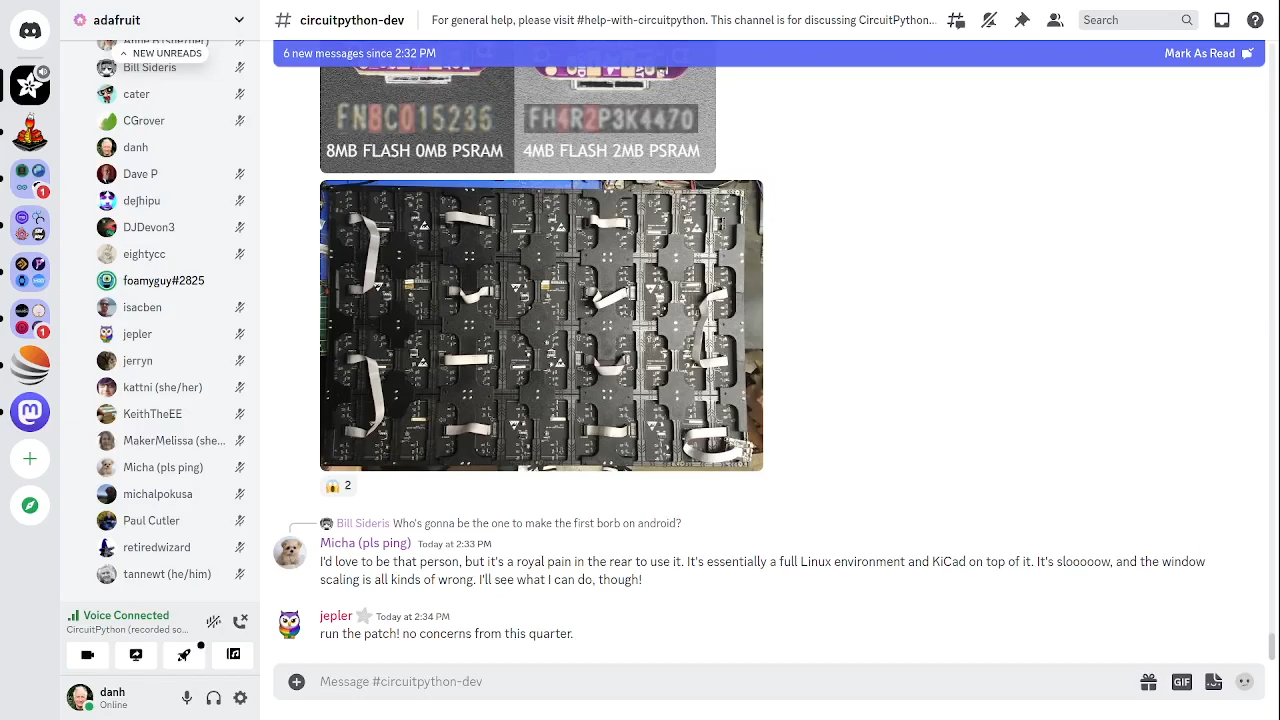 adafruit
circuitpython-dev
For general help, please visit #help-with-circuitpython. This channel is for discussing CircuitPython...
Search
NEW UNREADS
6 new messages since 2:32 PM
Mark As Read
Bill Sideris
cater
CGrover
danh
Dave P
dejhipu
DJDevon3
eightycc
foamygu#2825
isacben
jepler
jerryn
kattni (she/her)
KeithTheEE
MakerMelissa (she...
Micha (pls ping)
michalpokusa
Paul Cutler
retiredwizard
tannewt (he/him)
Voice Connected
CircuitPython (recorded so...
danh
Online
1
1
FN8C015236
FH4R2P3K4470
8MB FLASH 0MB PSRAM
4MB FLASH 2MB PSRAM
2
Bill Sideris Who's gonna be the one to make the first borb on android?
Micha (pls ping) Today at 2:33 PM
I'd love to be that person, but it's a royal pain in the rear to use it. It's essentially a full Linux environment and KiCad on top of it. It's slooooow, and the window
scaling is all kinds of wrong. I'll see what I can do, though!
jepler Today at 2:34 PM
run the patch! no concerns from this quarter.
Message #circuitpython-dev
GIF